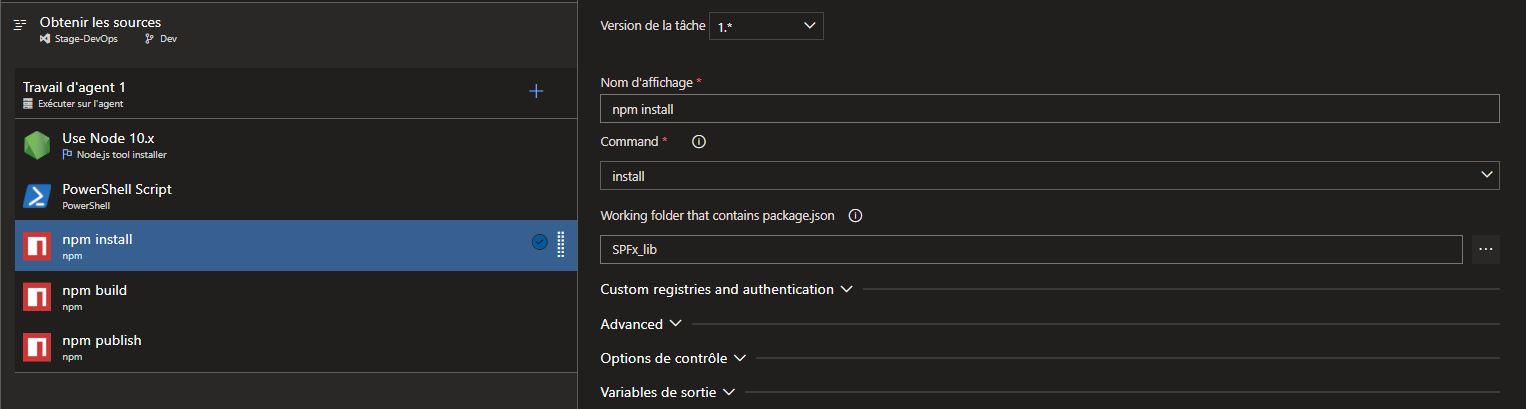 Obtenir les sources
Stage-DevOps Dev
Travail d'agent 1
Exécuter sur l'agent
Use Node 10.x
Node.js tool installer
PowerShell Script
PowerShell
npm install
npm
npm build
npm
npm publish
npm
Version de la tâche 1.*
Nom d'affichage *
npm install
Command *
install
Working folder that contains package.json
SPFx_lib
Custom registries and authentication
Advanced
Options de contrôle
Variables de sortie